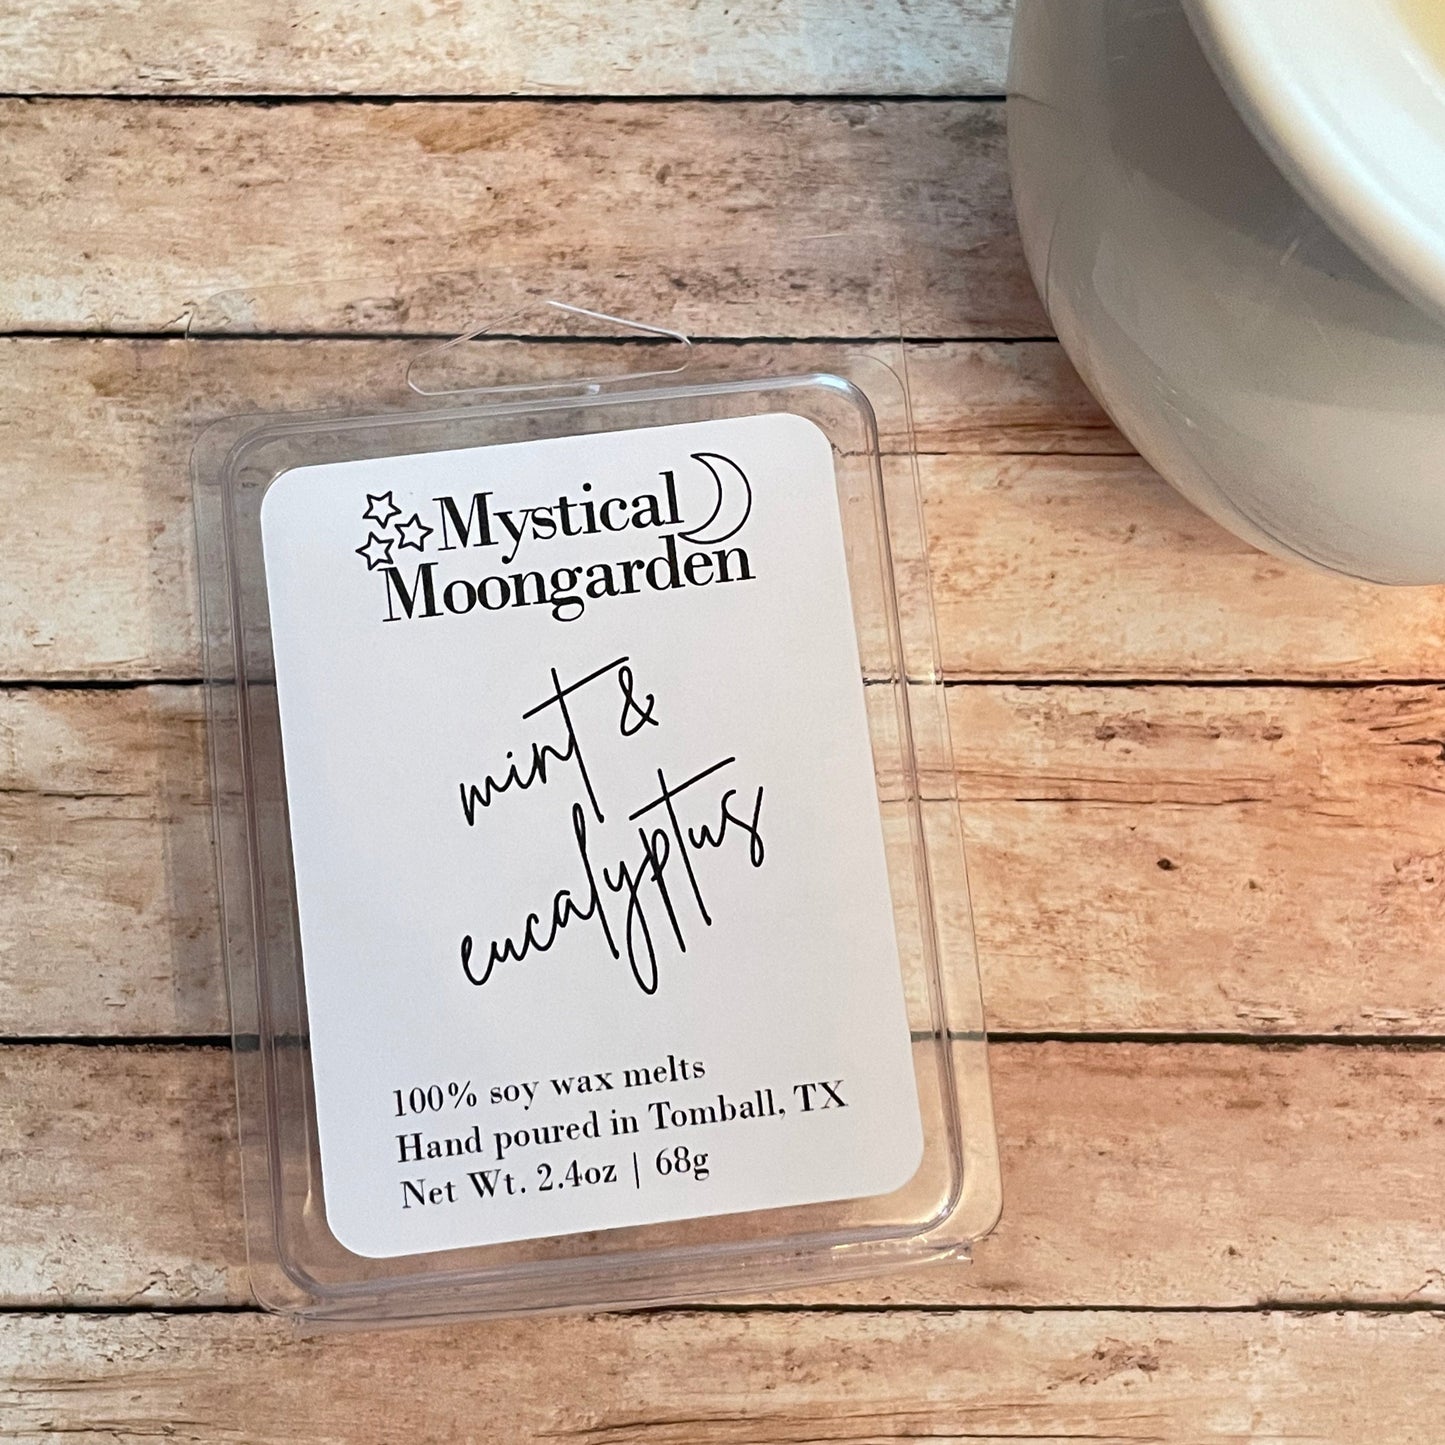 Mystical
Moongarden
mint &
eucalyptus
100% soy wax melts
Hand poured in Tomball, TX
Net Wt. 2.4oz | 68g